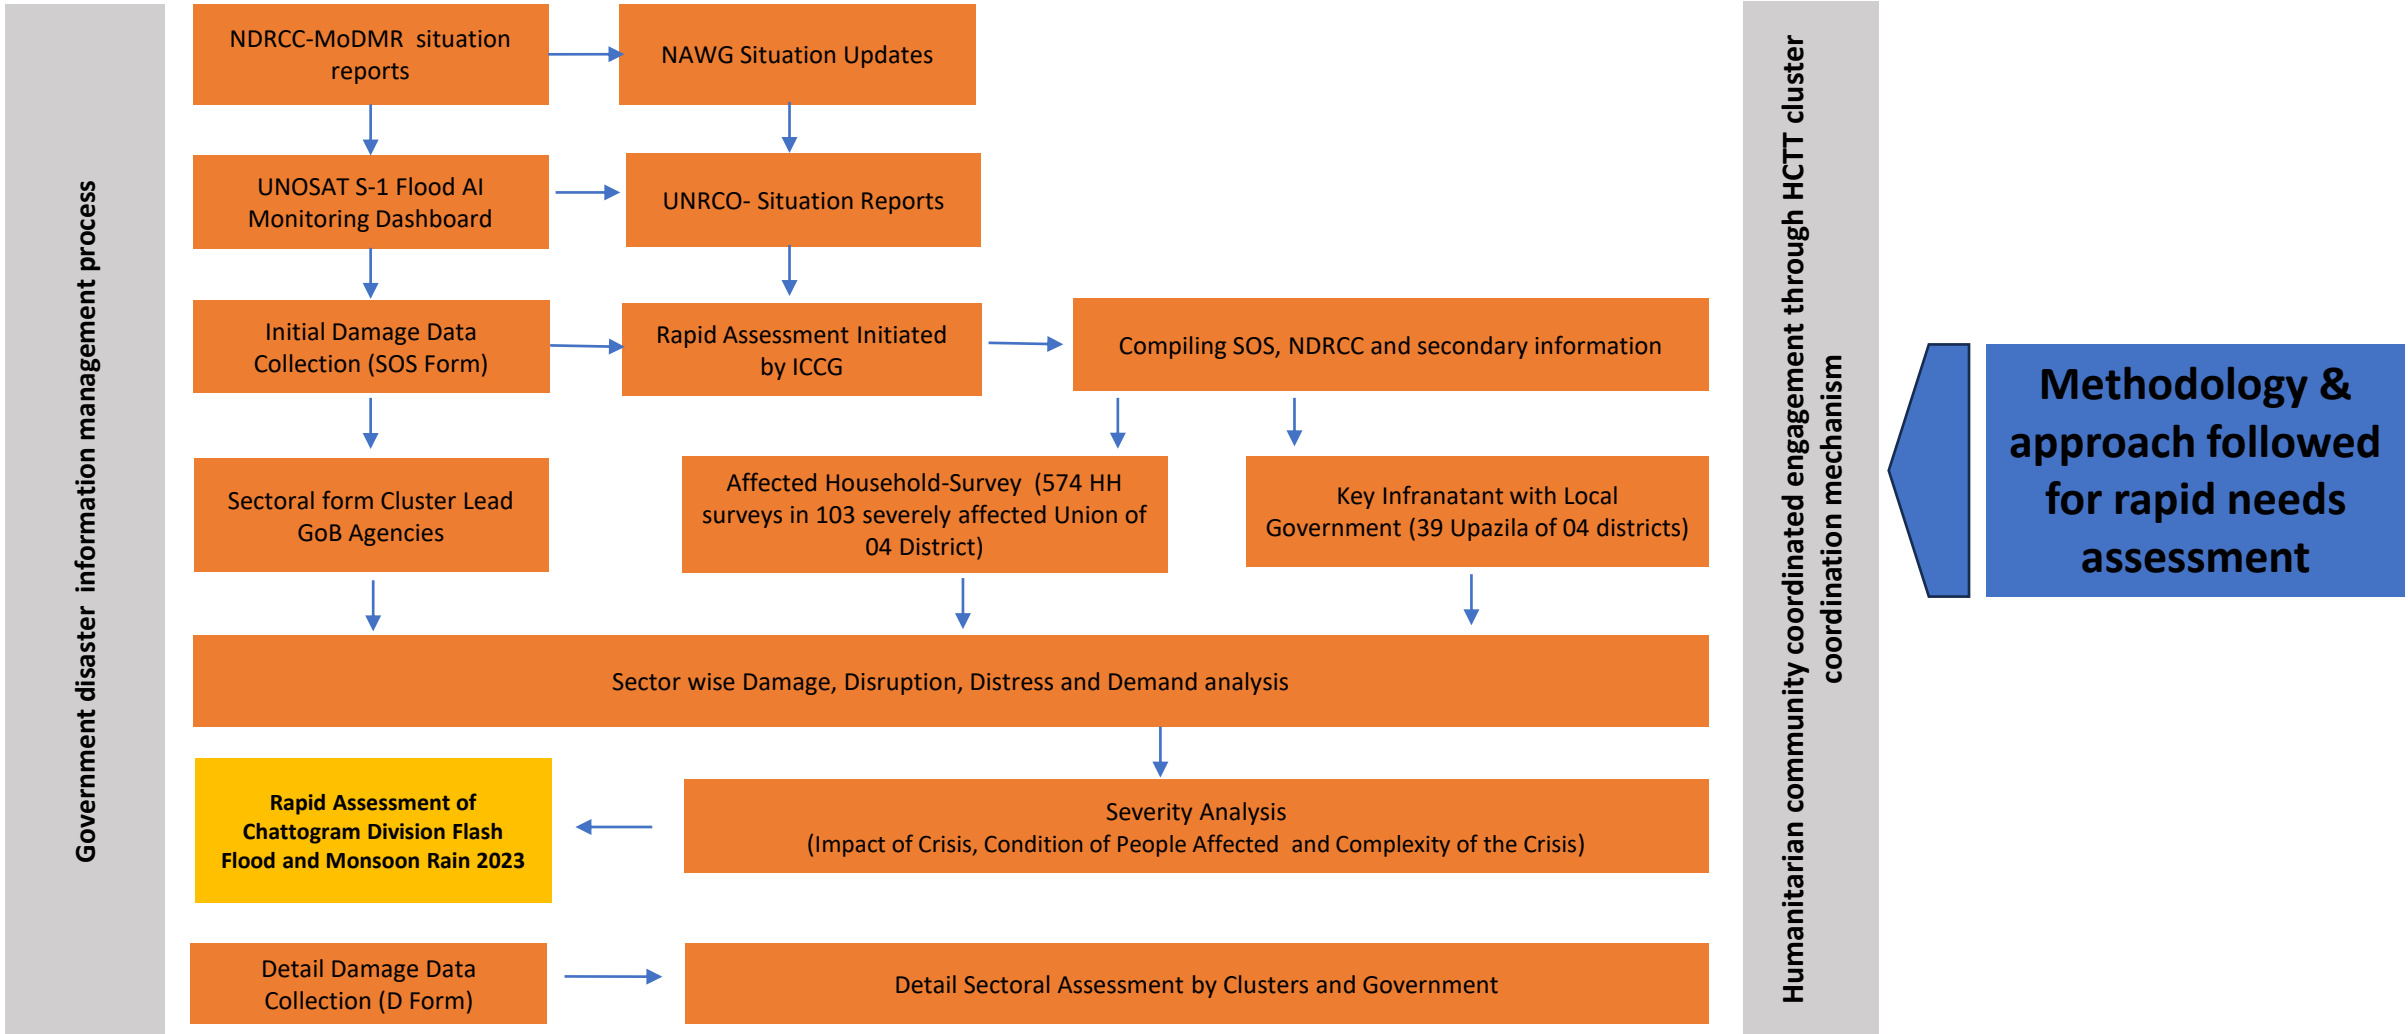 Government disaster information management process
NDRCC-MoDMR situation
reports
NAWG Situation Updates
UNOSAT S-1 Flood AI
Monitoring Dashboard
UNRCO- Situation Reports
Initial Damage Data
Collection (SOS Form)
Rapid Assessment Initiated
by ICCG
Compiling SOS, NDRCC and secondary information
Sectoral form Cluster Lead
GoB Agencies
Affected Household-Survey (574 HH
surveys in 103 severely affected Union of
04 District)
Key Infranatant with Local
Government (39 Upazila of 04 districts)
Sector wise Damage, Disruption, Distress and Demand analysis
Rapid Assessment of
Chattogram Division Flash
Flood and Monsoon Rain 2023
Severity Analysis
(Impact of Crisis, Condition of People Affected and Complexity of the Crisis)
Detail Damage Data
Collection (D Form)
Detail Sectoral Assessment by Clusters and Government
Humanitarian community coordinated engagement through HCTT cluster
coordination mechanism
Methodology &
approach followed
for rapid needs
assessment